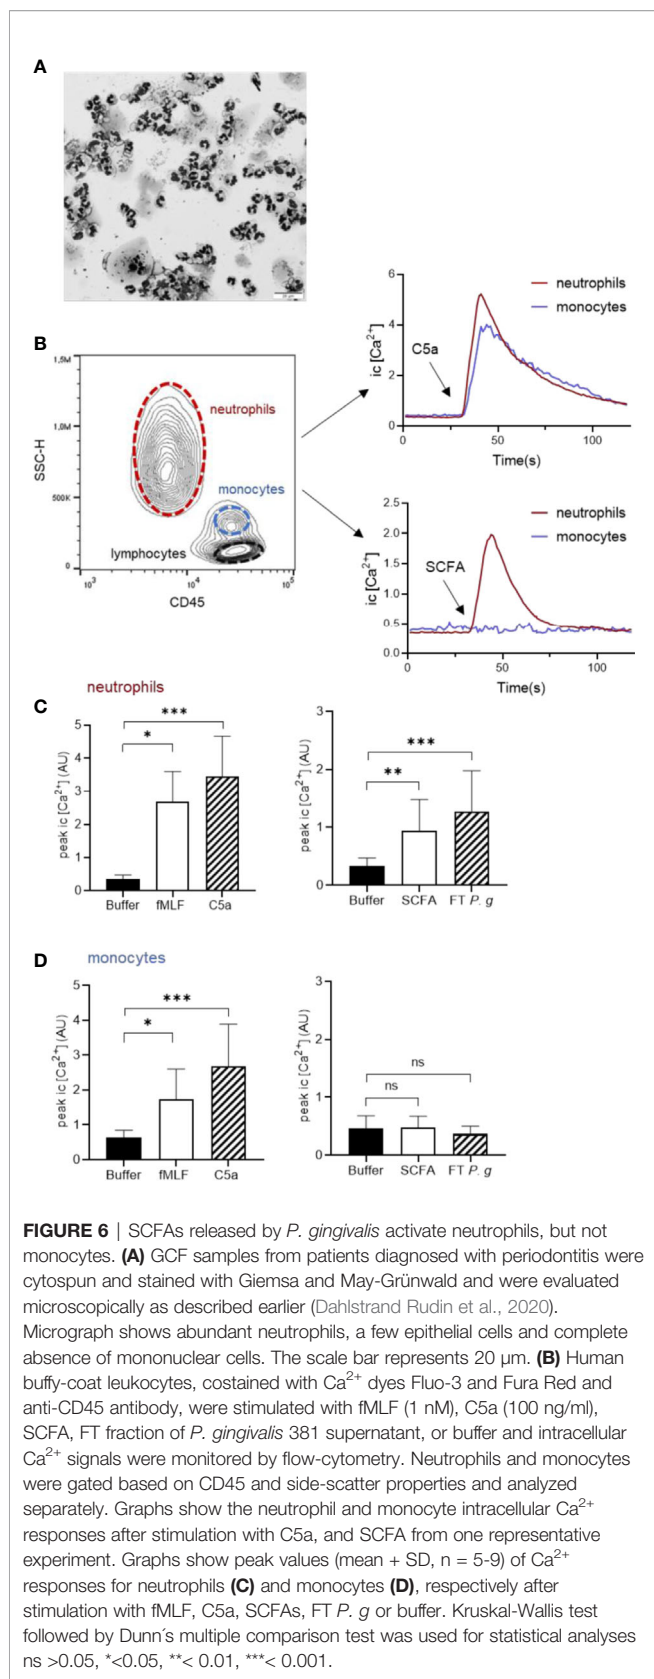 A
B
1,5M
1,0M
500K
0
SSC-H
neutrophils
monocytes
lymphocytes
10³ 10⁴ 10⁵
CD45
6
4
2
0
ic [Ca²⁺]
neutrophils
monocytes
C5a
0 50 100
Time(s)
2.5
2.0
1.5
1.0
0.5
0.0
ic [Ca²⁺]
neutrophils
monocytes
SCFA
0 50 100
Time(s)
C
neutrophils
5
4
3
2
1
0
peak ic [Ca²⁺] (AU)
***
*
Buffer fMLF C5a
3
2
1
0
peak ic [Ca²⁺] (AU)
***
**
Buffer SCFA FT P. g
D
monocytes
5
4
3
2
1
0
peak ic [Ca²⁺] (AU)
***
*
Buffer fMLF C5a
3
2
1
0
peak ic [Ca²⁺] (AU)
ns
ns
Buffer SCFA FT P. g
FIGURE 6 | SCFAs released by P. gingivalis activate neutrophils, but not
monocytes. (A) GCF samples from patients diagnosed with periodontitis were
cytospun and stained with Giemsa and May-Grünwald and were evaluated
microscopically as described earlier (Dahlstrand Rudin et al., 2020).
Micrograph shows abundant neutrophils, a few epithelial cells and complete
absence of mononuclear cells. The scale bar represents 20 µm. (B) Human
buffy-coat leukocytes, costained with Ca²⁺ dyes Fluo-3 and Fura Red and
anti-CD45 antibody, were stimulated with fMLF (1 nM), C5a (100 ng/ml),
SCFA, FT fraction of P. gingivalis 381 supernatant, or buffer and intracellular
Ca²⁺ signals were monitored by flow-cytometry. Neutrophils and monocytes
were gated based on CD45 and side-scatter properties and analyzed
separately. Graphs show the neutrophil and monocyte intracellular Ca²⁺
responses after stimulation with C5a, and SCFA from one representative
experiment. Graphs show peak values (mean + SD, n = 5-9) of Ca²⁺
responses for neutrophils (C) and monocytes (D), respectively after
stimulation with fMLF, C5a, SCFAs, FT P. g or buffer. Kruskal-Wallis test
followed by Dunn´s multiple comparison test was used for statistical analyses
ns >0.05, *<0.05, **< 0.01, ***< 0.001.